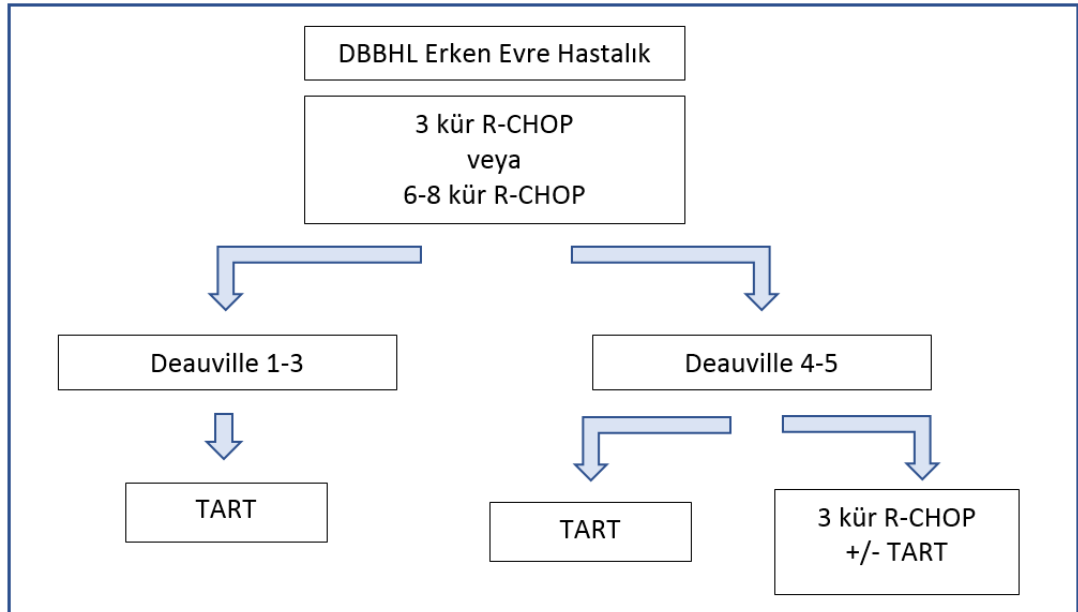 DBBHL Erken Evre Hastalık
3 kür R-CHOP
veya
6-8 kür R-CHOP
Deauville 1-3
Deauville 4-5
TART
TART
3 kür R-CHOP
+/- TART